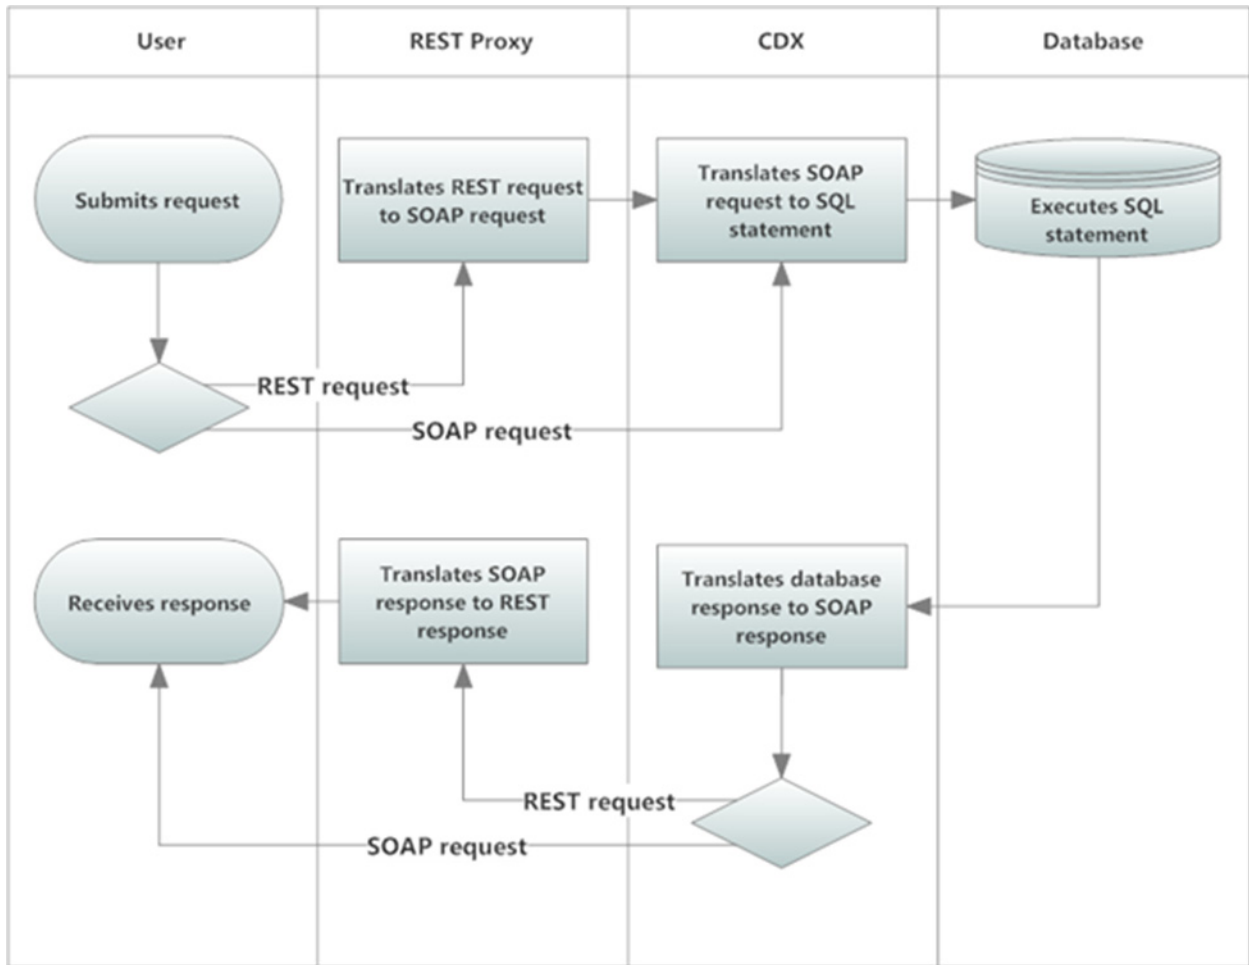 User
REST Proxy
CDX
Database
Submits request
Translates REST request
to SOAP request
Translates SOAP
request to SQL
statement
Executes SQL
statement
REST request
SOAP request
Receives response
Translates SOAP
response to REST
response
Translates database
response to SOAP
response
REST request
SOAP request